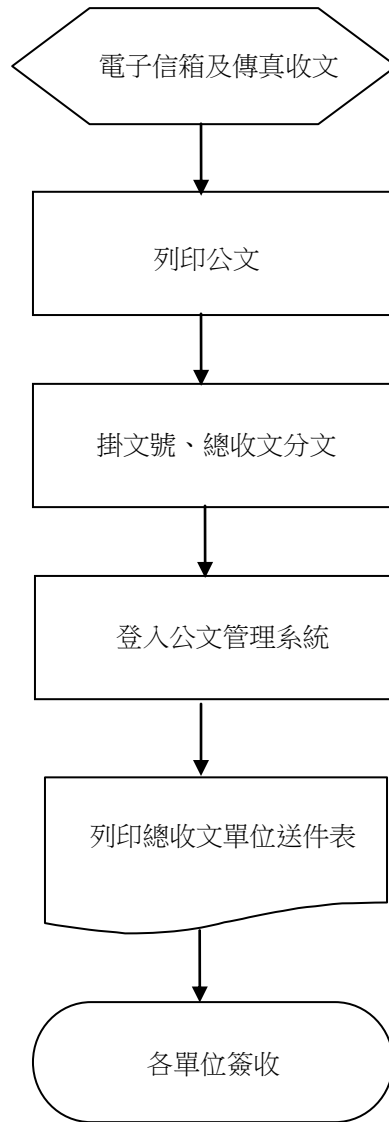 電子信箱及傳真收文
列印公文
掛文號、總收文分文
登入公文管理系統
列印總收文單位送件表
各單位簽收